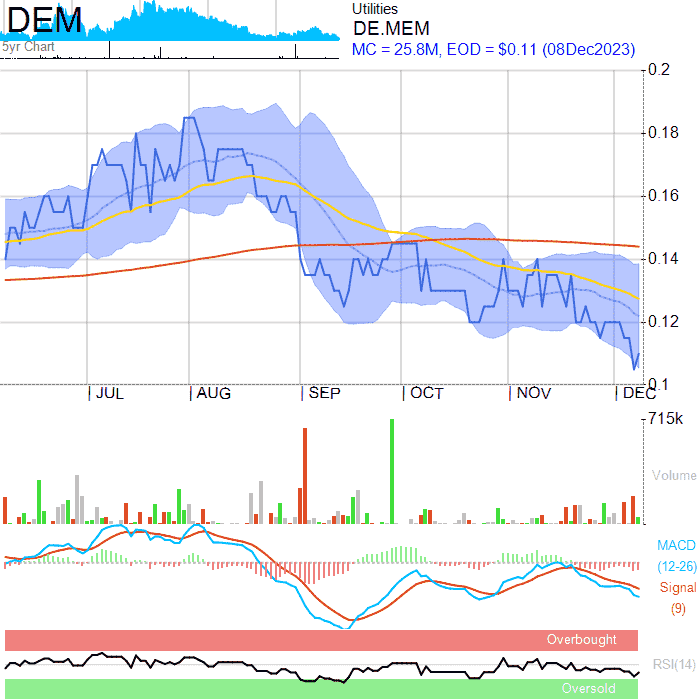 DEM
5yr Chart
Utilities
DE.MEM
MC = 25.8M, EOD = $0.11 (08Dec2023)
0.2
0.18
0.16
0.14
0.12
0.1
JUL AUG SEP OCT NOV DEC
715k
Volume
MACD
(12-26)
Signal
(9)
Overbought
RSI(14)
Oversold